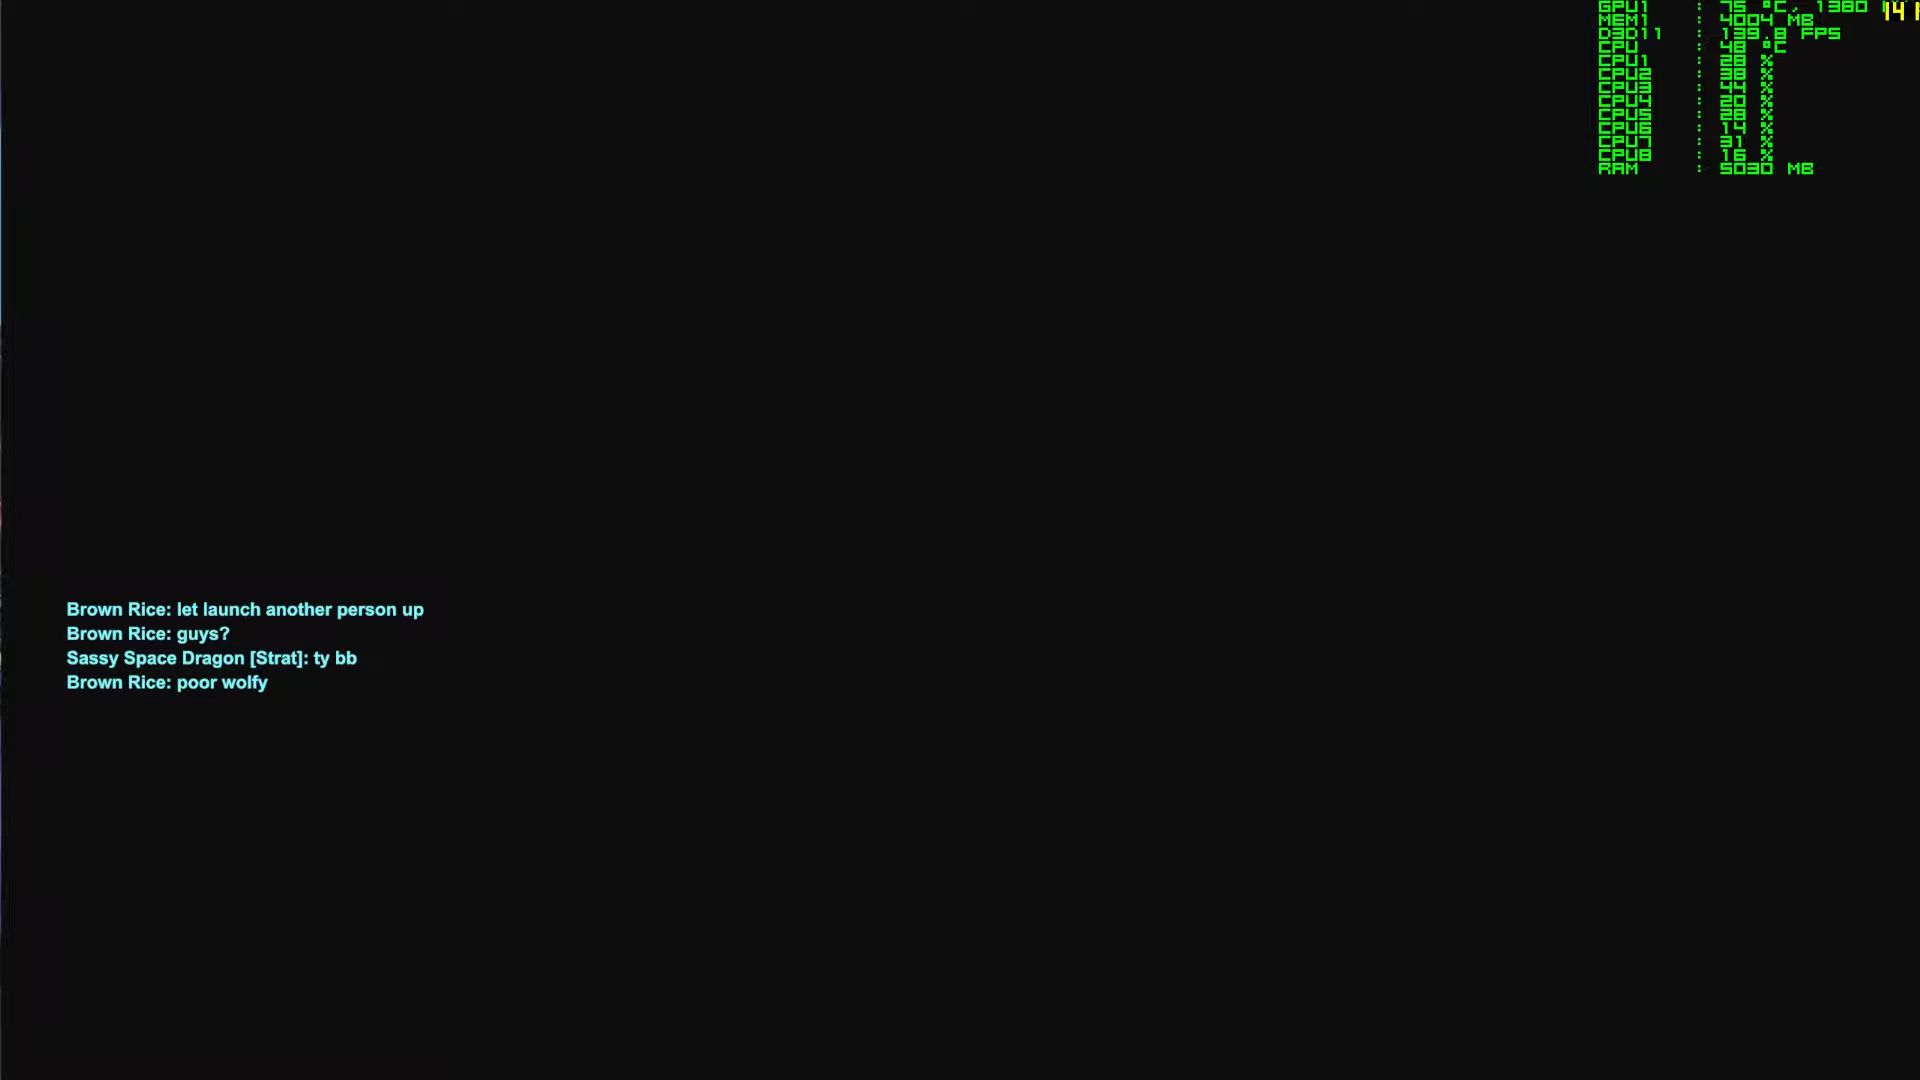 GPU1 : 75 °C, 1380
MEM1 : 4004 MB
D3D11 : 139.8 FPS
CPU : 48 °C
CPU1 : 28 %
CPU2 : 38 %
CPU3 : 44 %
CPU4 : 20 %
CPU5 : 28 %
CPU6 : 14 %
CPU7 : 31 %
CPU8 : 16 %
RAM : 5030 MB
14
Brown Rice: let launch another person up
Brown Rice: guys?
Sassy Space Dragon [Strat]: ty bb
Brown Rice: poor wolfy